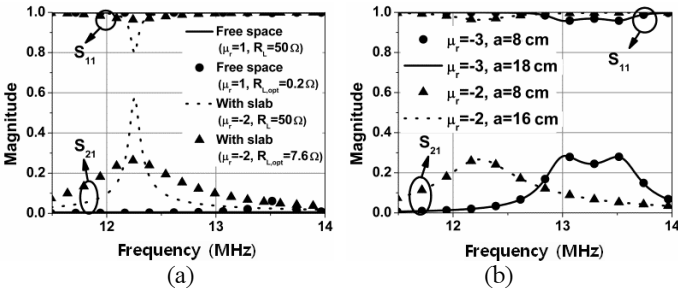 (a)
1.0
0.8
0.6
0.4
0.2
0.0
Magnitude
12
13
14
Frequency (MHz)
S11
S21
Free space
(μr=1, RL=50Ω)
Free space
(μr=1, RL,opt=0.2Ω)
With slab
(μr=-2, RL=50Ω)
With slab
(μr=-2, RL,opt=7.6Ω)
(a)
(b)
1.0
0.8
0.6
0.4
0.2
0.0
Magnitude
12
13
14
Frequency (MHz)
S11
S21
μr=-3, a=8 cm
μr=-3, a=18 cm
μr=-2, a=8 cm
μr=-2, a=16 cm
(b)